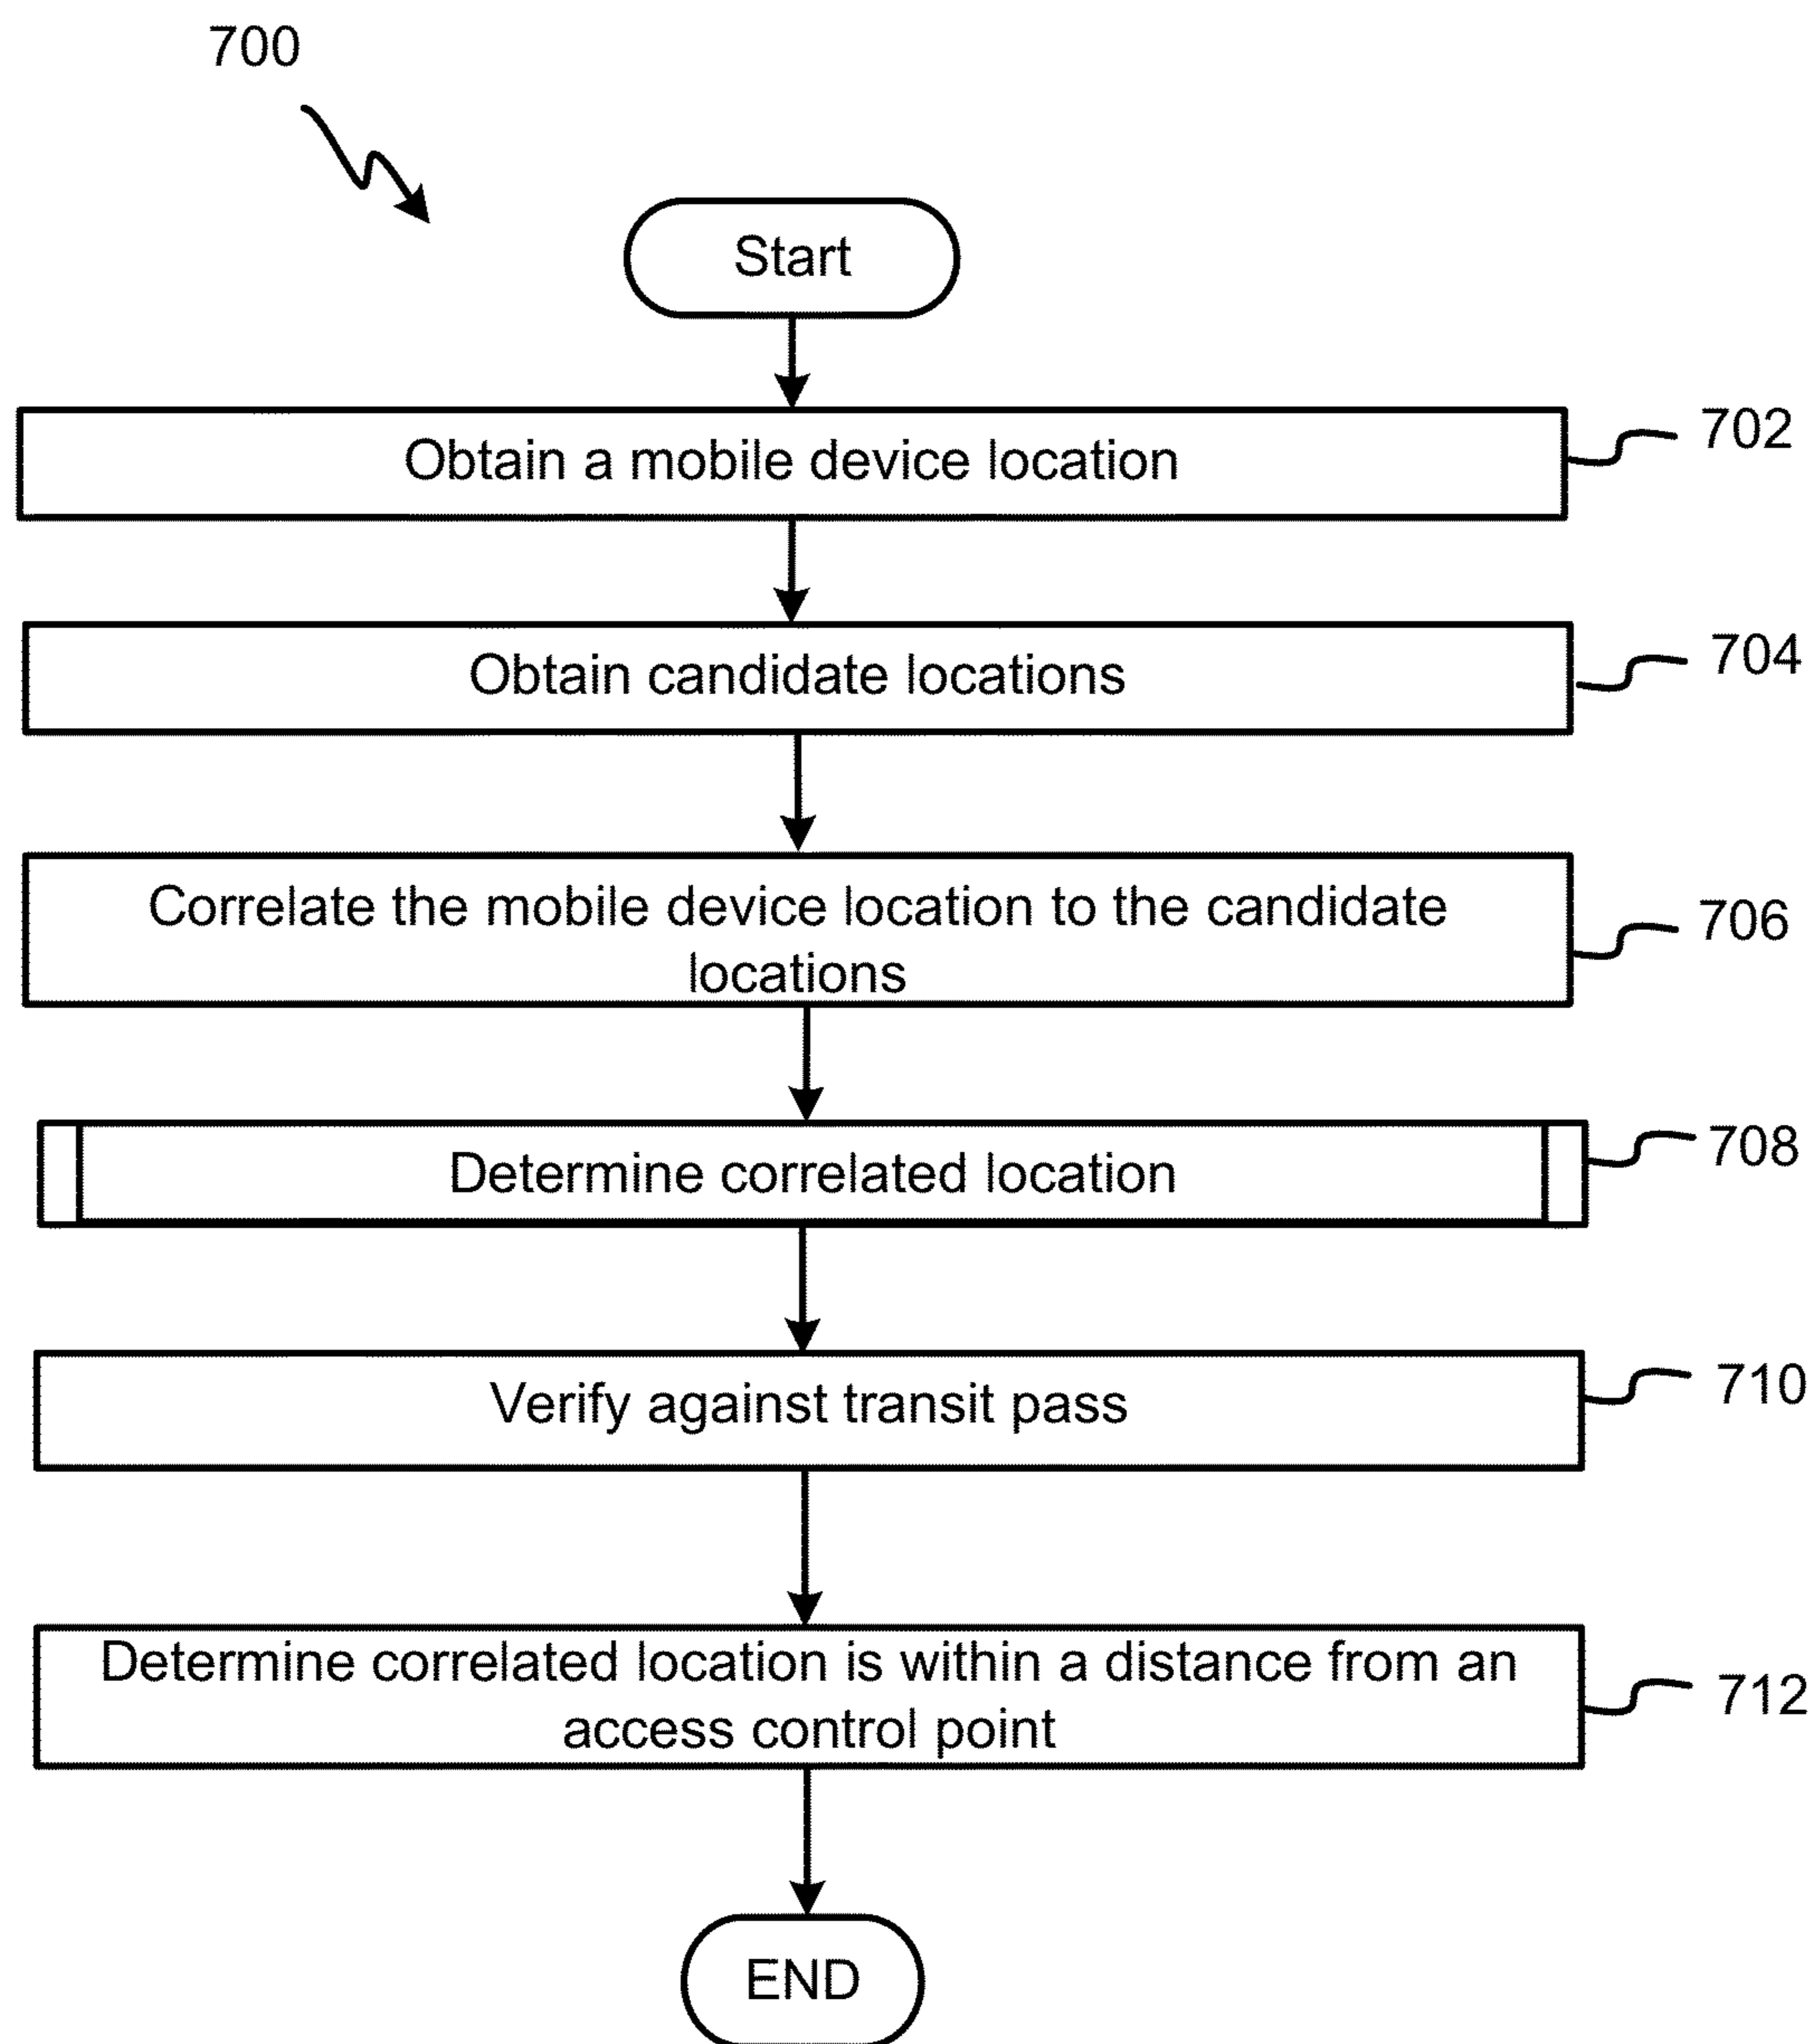 700
Start
Obtain a mobile device location
702
Obtain candidate locations
704
Correlate the mobile device location to the candidate
locations
706
Determine correlated location
708
Verify against transit pass
710
Determine correlated location is within a distance from an
access control point
712
END